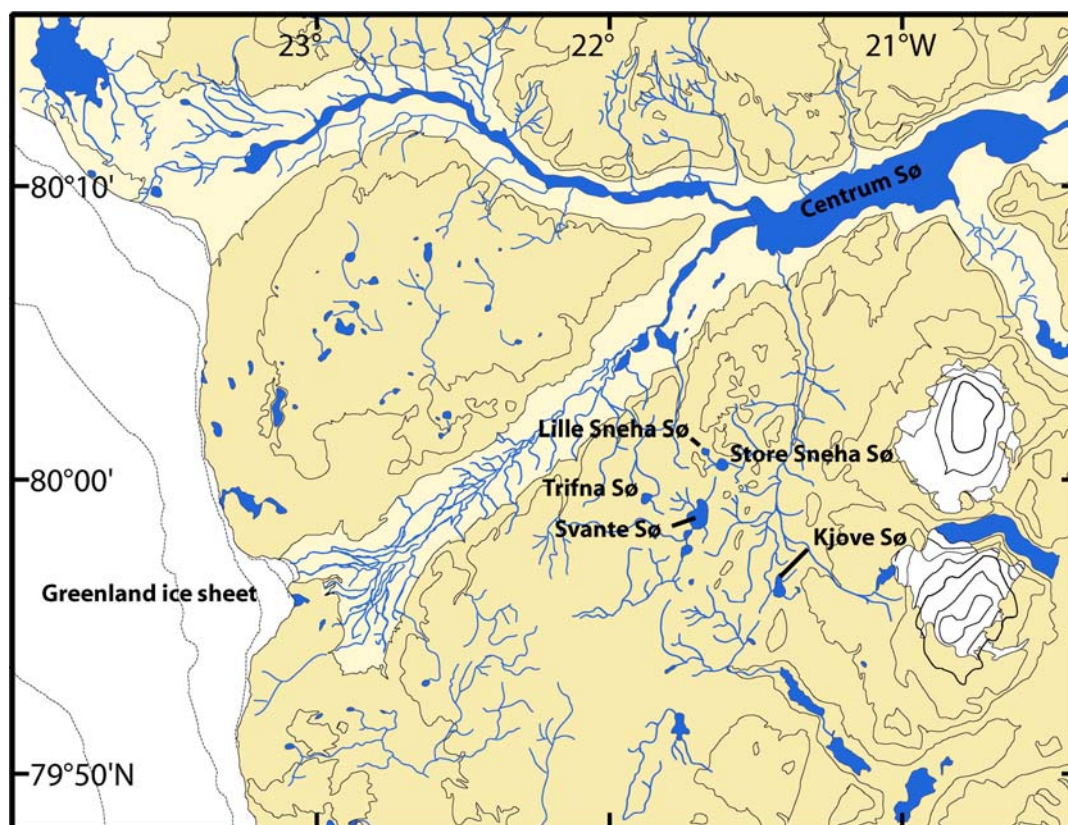 23°
22°
21°W
80°10'
Centrum Sø
Lille Sneha Sø
Store Sneha Sø
80°00'
Trifna Sø
Svante Sø
Kjove Sø
Greenland ice sheet
79°50'N